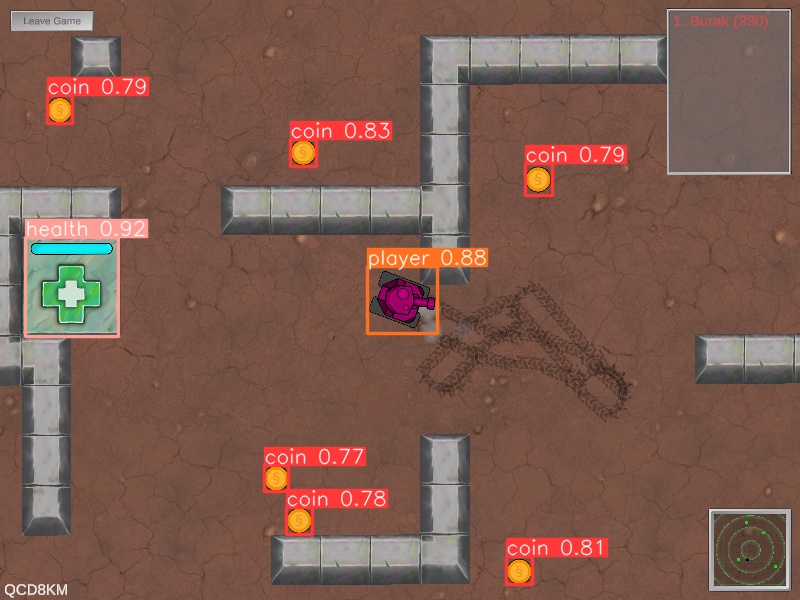 Leave Game
1. Burak (330)
coin 0.79
coin 0.83
coin 0.79
health 0.92
player 0.88
coin 0.77
coin 0.78
coin 0.81
QCD8KM